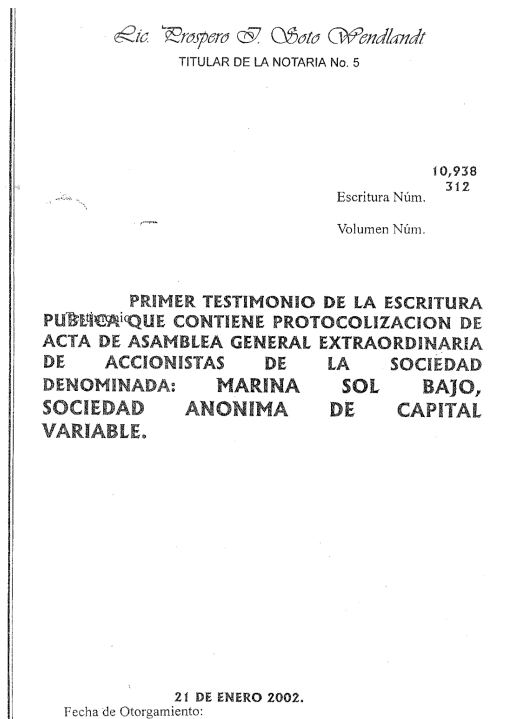 Lic. Prospero I. Soto Wendlandt
TITULAR DE LA NOTARIA No. 5
10,938
Escritura Núm.
312
Volumen Núm.
PRIMER TESTIMONIO DE LA ESCRITURA
Testimonio
PUBLICA QUE CONTIENE PROTOCOLIZACION DE
ACTA DE ASAMBLEA GENERAL EXTRAORDINARIA
DE ACCIONISTAS DE LA SOCIEDAD
DENOMINADA: MARINA SOL BAJO,
SOCIEDAD ANONIMA DE CAPITAL
VARIABLE.
21 DE ENERO 2002.
Fecha de Otorgamiento: